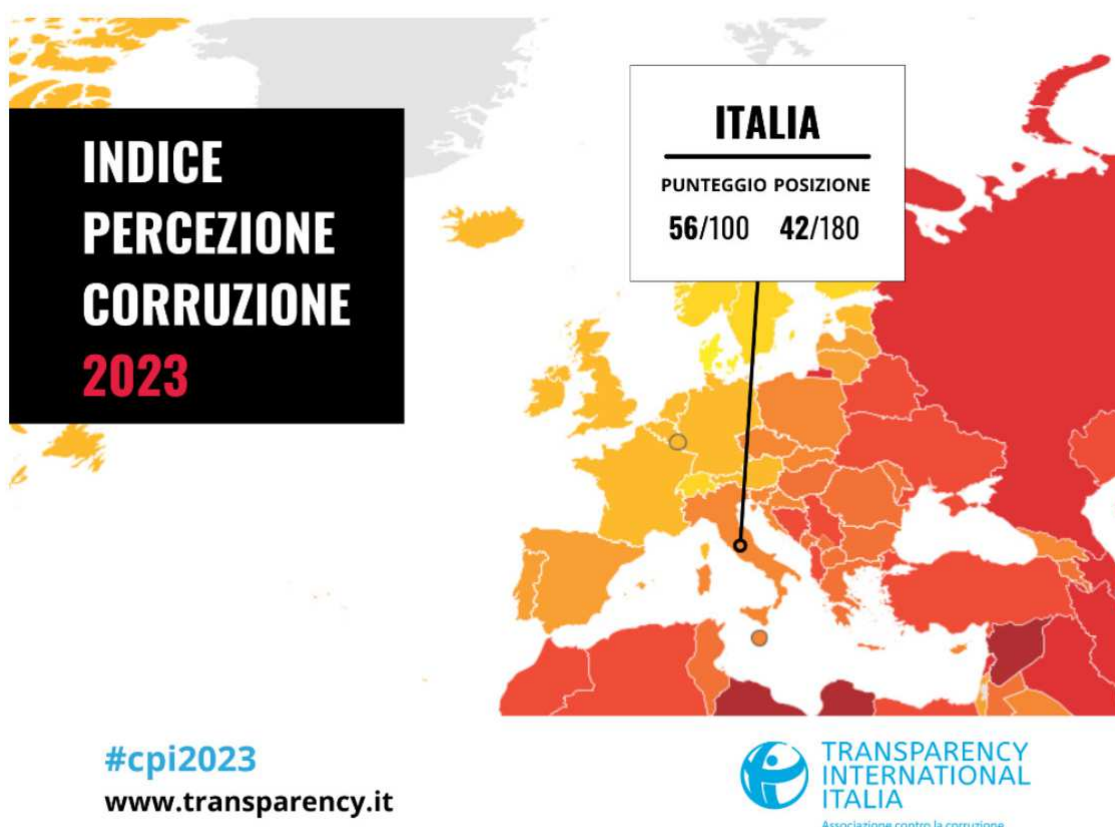 INDICE
PERCEZIONE
CORRUZIONE
2023
ITALIA
PUNTEGGIO POSIZIONE
56/100 42/180
#cpi2023
www.transparency.it
TRANSPARENCY
INTERNATIONAL
ITALIA
Associazione contro la corruzione